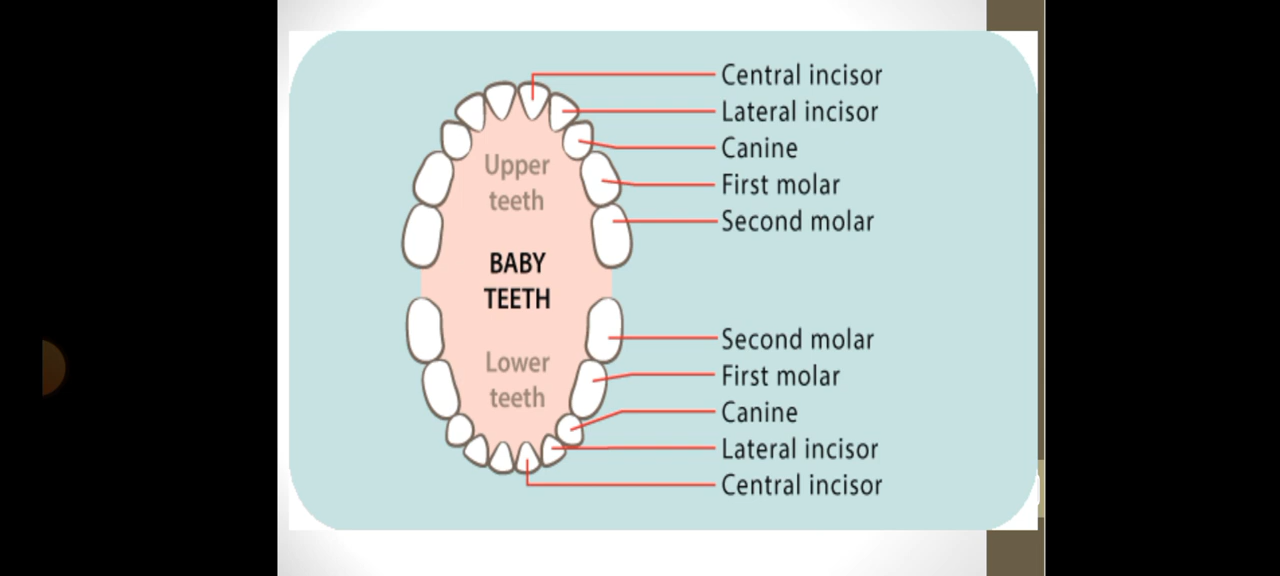 Central incisor
Lateral incisor
Canine
First molar
Second molar
Upper
teeth
BABY
TEETH
Lower
teeth
Second molar
First molar
Canine
Lateral incisor
Central incisor